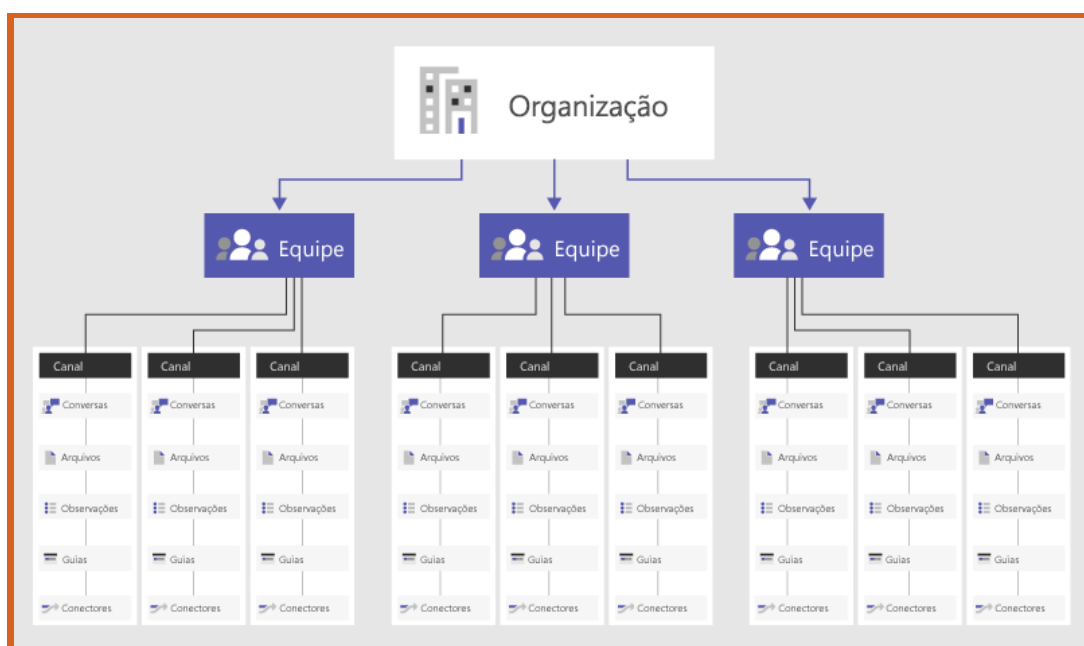 Organização
Equipe
Equipe
Equipe
Canal
Canal
Canal
Canal
Canal
Canal
Canal
Canal
Canal
Conversas
Conversas
Conversas
Conversas
Conversas
Conversas
Conversas
Conversas
Conversas
Arquivos
Arquivos
Arquivos
Arquivos
Arquivos
Arquivos
Arquivos
Arquivos
Arquivos
Observações
Observações
Observações
Observações
Observações
Observações
Observações
Observações
Observações
Guias
Guias
Guias
Guias
Guias
Guias
Guias
Guias
Guias
Conectores
Conectores
Conectores
Conectores
Conectores
Conectores
Conectores
Conectores
Conectores